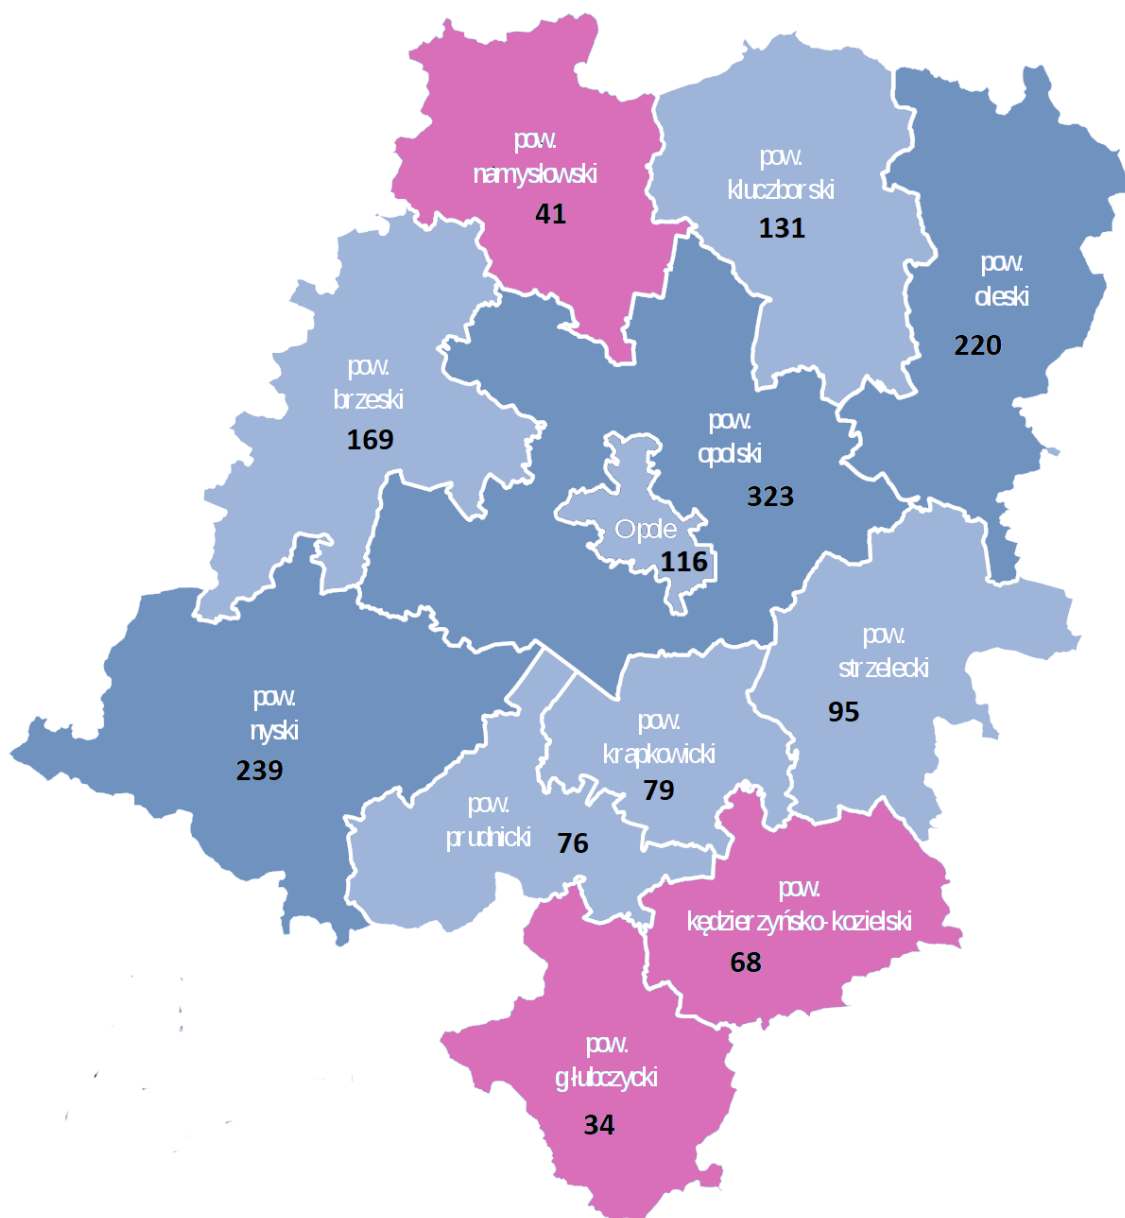 pow.
namysłowski
41
pow.
kluczborski
131
pow.
oleski
220
pow.
brzeski
169
pow.
opolski
323
Opole
116
pow.
strzelecki
95
pow.
nyski
239
pow.
krapkowicki
79
pow.
prudnicki
76
pow.
kędzierzyńsko-kozielski
68
pow.
głubczycki
34